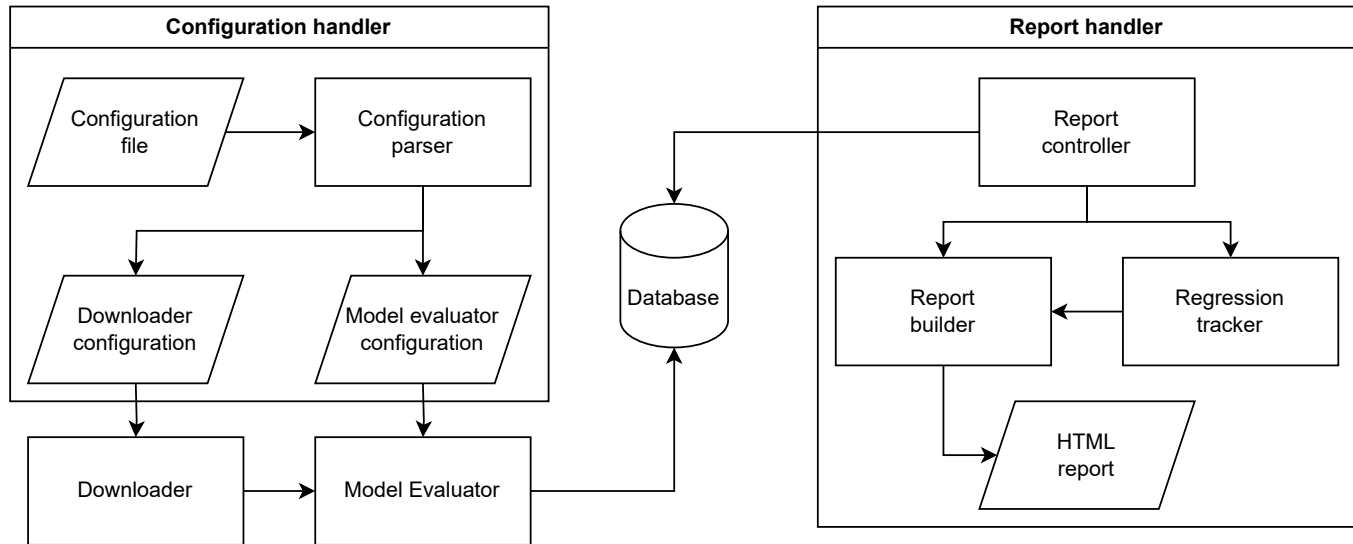 Configuration handler
Configuration
file
Configuration
parser
Downloader
configuration
Model evaluator
configuration
Downloader
Model Evaluator
Database
Report handler
Report
controller
Report
builder
Regression
tracker
HTML
report